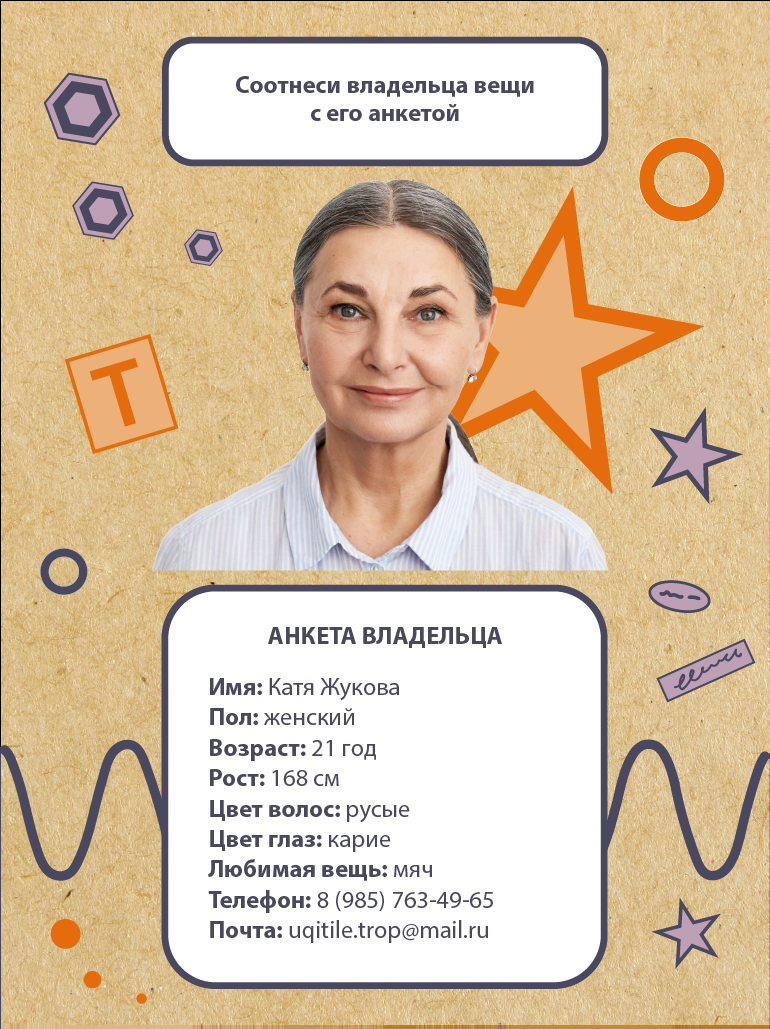 Соотнеси владельца вещи
с его анкетой
Т
АНКЕТА ВЛАДЕЛЬЦА
Имя: Катя Жукова
Пол: женский
Возраст: 21 год
Рост: 168 см
Цвет волос: русые
Цвет глаз: карие
Любимая вещь: мяч
Телефон: 8 (985) 763-49-65
Почта: uqitile.trop@mail.ru